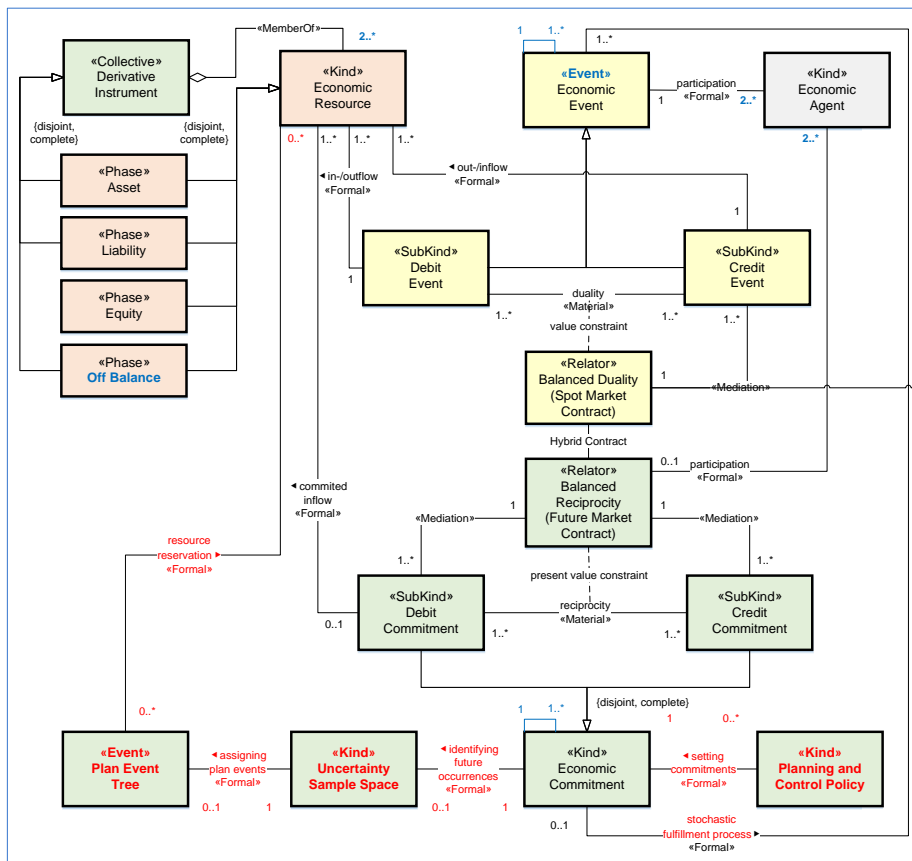 ◄MemberOf»
2..*
1
1..*
1..*
«Collective»
Derivative
Instrument
«Kind»
Economic
Resource
«Event»
Economic
Event
participation
«Formal»
1
2..*
«Kind»
Economic
Agent
{disjoint,
complete}
{disjoint,
complete}
0..*
1..*
1..*
1..*
2..*
«Phase»
Asset
◄ in-/outflow
«Formal»
◄ out-/inflow
«Formal»
«Phase»
Liability
1
1
«SubKind»
Debit
Event
«SubKind»
Credit
Event
«Phase»
Equity
duality
«Material»
1..*
1..*
1..*
value constraint
«Phase»
Off Balance
«Relator»
Balanced Duality
(Spot Market
Contract)
1
«Mediation»
Hybrid Contract
«Relator»
Balanced
Reciprocity
(Future Market
Contract)
0..1
participation
«Formal»
◄ commited
inflow
«Formal»
1
1
«Mediation»
«Mediation»
resource
reservation ►
«Formal»
1..*
1..*
present value constraint
«SubKind»
Debit
Commitment
reciprocity
«Material»
«SubKind»
Credit
Commitment
0..1
1..*
1..*
{disjoint, complete}
0..*
1
1..*
1
0..*
«Event»
Plan Event
Tree
◄ assigning
plan events
«Formal»
0..1
1
«Kind»
Uncertainty
Sample Space
◄ identifying
future
occurrences
«Formal»
0..1
1
«Kind»
Economic
Commitment
◄ setting
commitments
«Formal»
«Kind»
Planning and
Control Policy
0..1
stochastic
fulfillment process ►
«Formal»